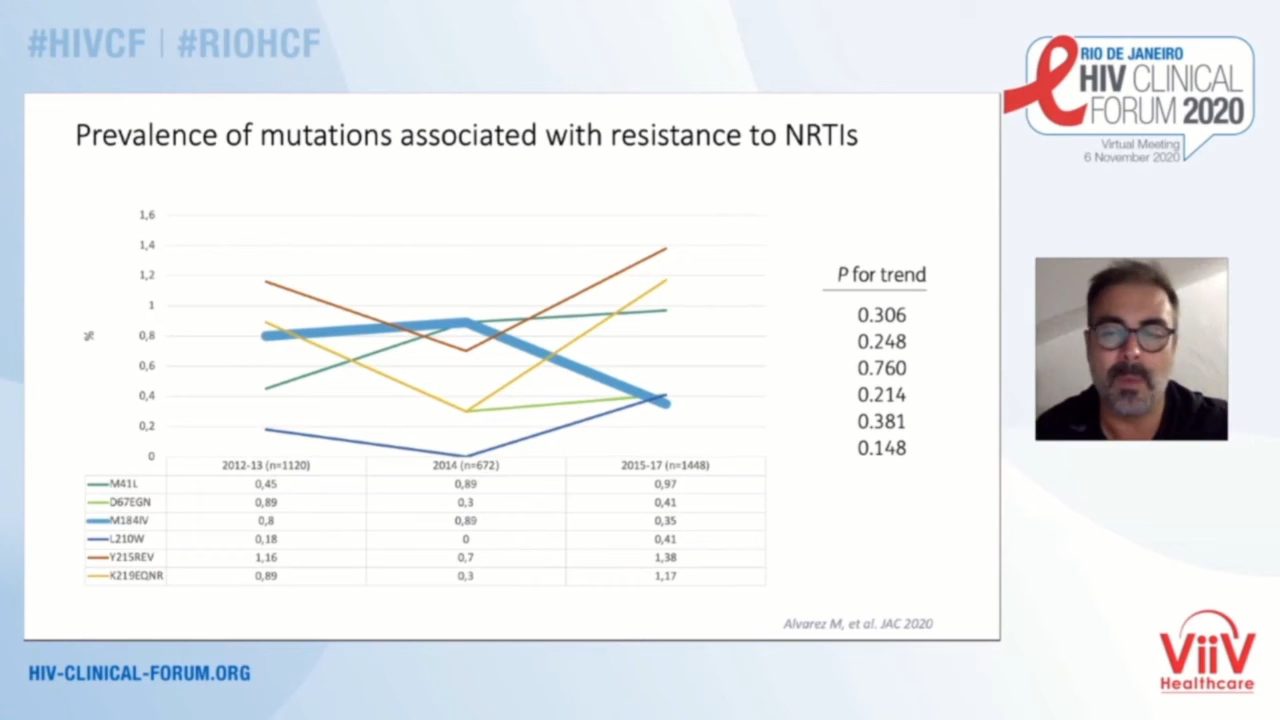 #HIVCF | #RIOHCF
RIO DE JANEIRO
HIV CLINICAL
FORUM 2020
Virtual Meeting
6 November 2020
Prevalence of mutations associated with resistance to NRTIs
1,6
1,4
1,2
1
0,8
0,6
0,4
0,2
0
%
2012-13 (n=1120) 2014 (n=672) 2015-17 (n=1448)
M41L 0,45 0,89 0,97
D67EGN 0,89 0,3 0,41
M184IV 0,8 0,89 0,35
L210W 0,18 0 0,41
Y215REV 1,16 0,7 1,38
K219EQNR 0,89 0,3 1,17
P for trend
0.306
0.248
0.760
0.214
0.381
0.148
Alvarez M, et al. JAC 2020
HIV-CLINICAL-FORUM.ORG
ViiV
Healthcare